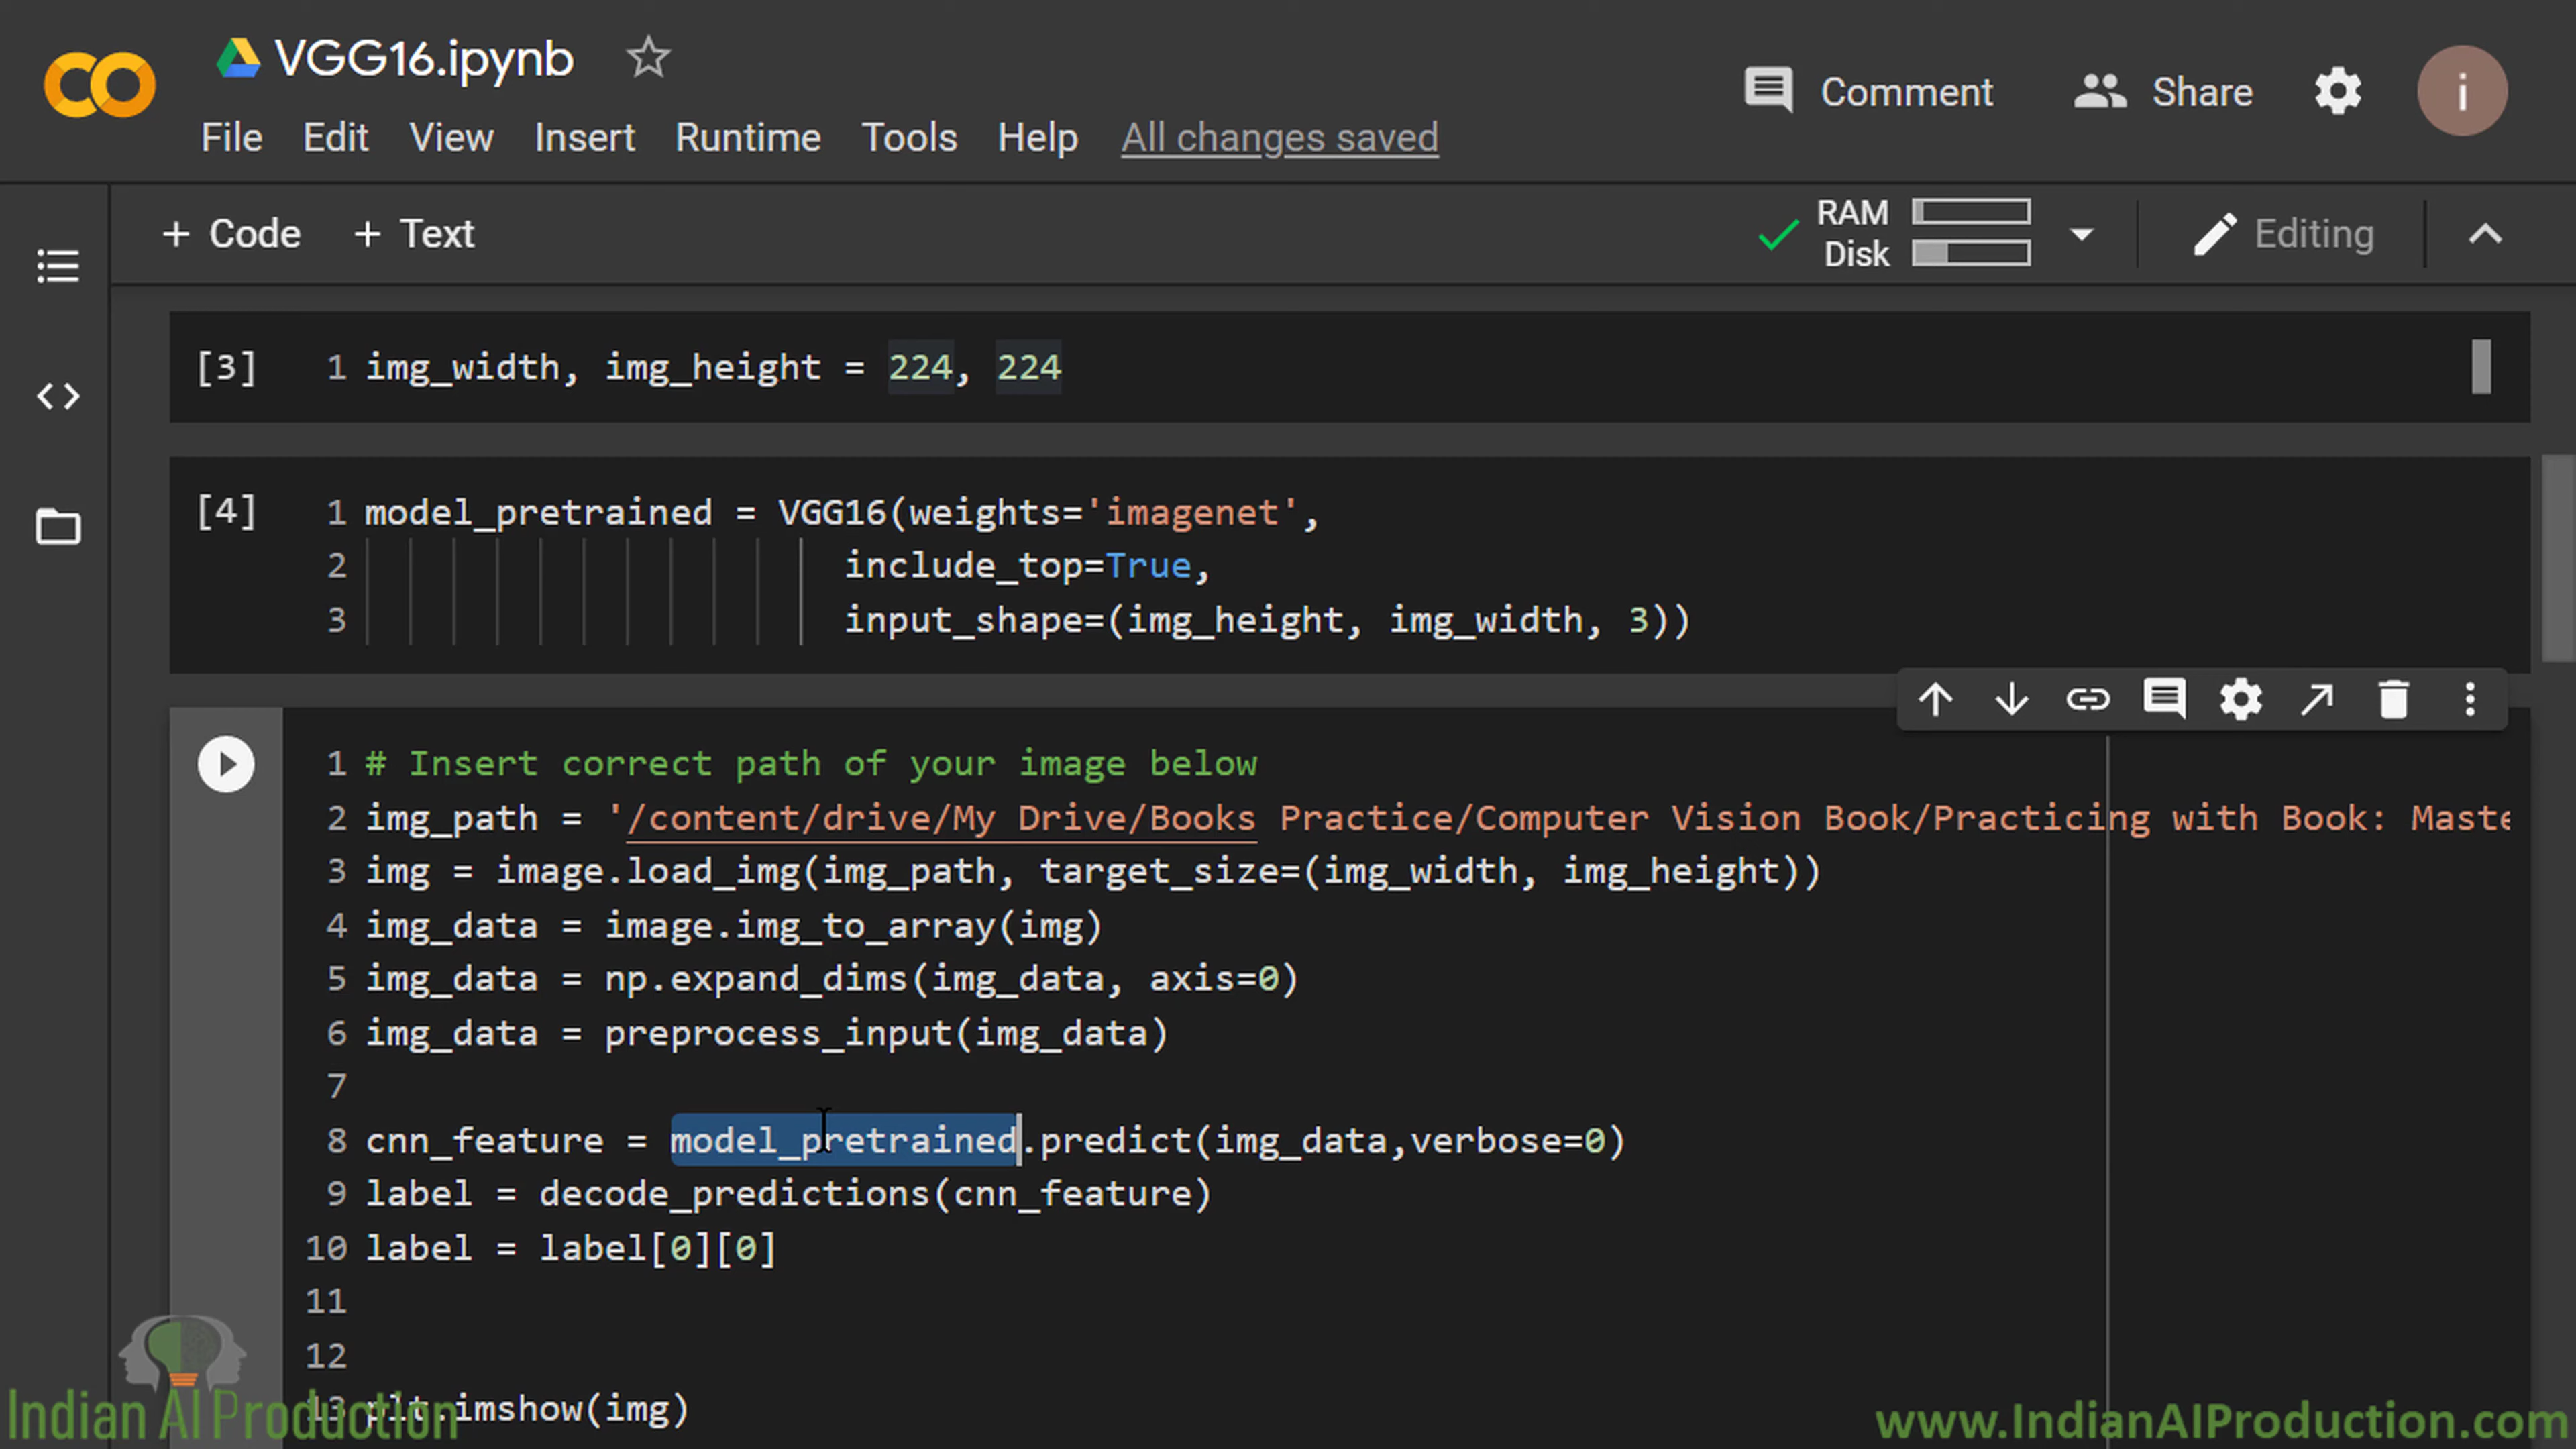 VGG16.ipynb
Comment
Share
i
File Edit View Insert Runtime Tools Help All changes saved
+ Code + Text
RAM
Disk
Editing
[3] 1 img_width, img_height = 224, 224
[4] 1 model_pretrained = VGG16(weights='imagenet',
2 include_top=True,
3 input_shape=(img_height, img_width, 3))
1 # Insert correct path of your image below
2 img_path = '/content/drive/My Drive/Books Practice/Computer Vision Book/Practicing with Book: Maste
3 img = image.load_img(img_path, target_size=(img_width, img_height))
4 img_data = image.img_to_array(img)
5 img_data = np.expand_dims(img_data, axis=0)
6 img_data = preprocess_input(img_data)
7
8 cnn_feature = model_pretrained.predict(img_data,verbose=0)
9 label = decode_predictions(cnn_feature)
10 label = label[0][0]
11
12
13 plt.imshow(img)
Indian AI Production
www.IndianAIProduction.com